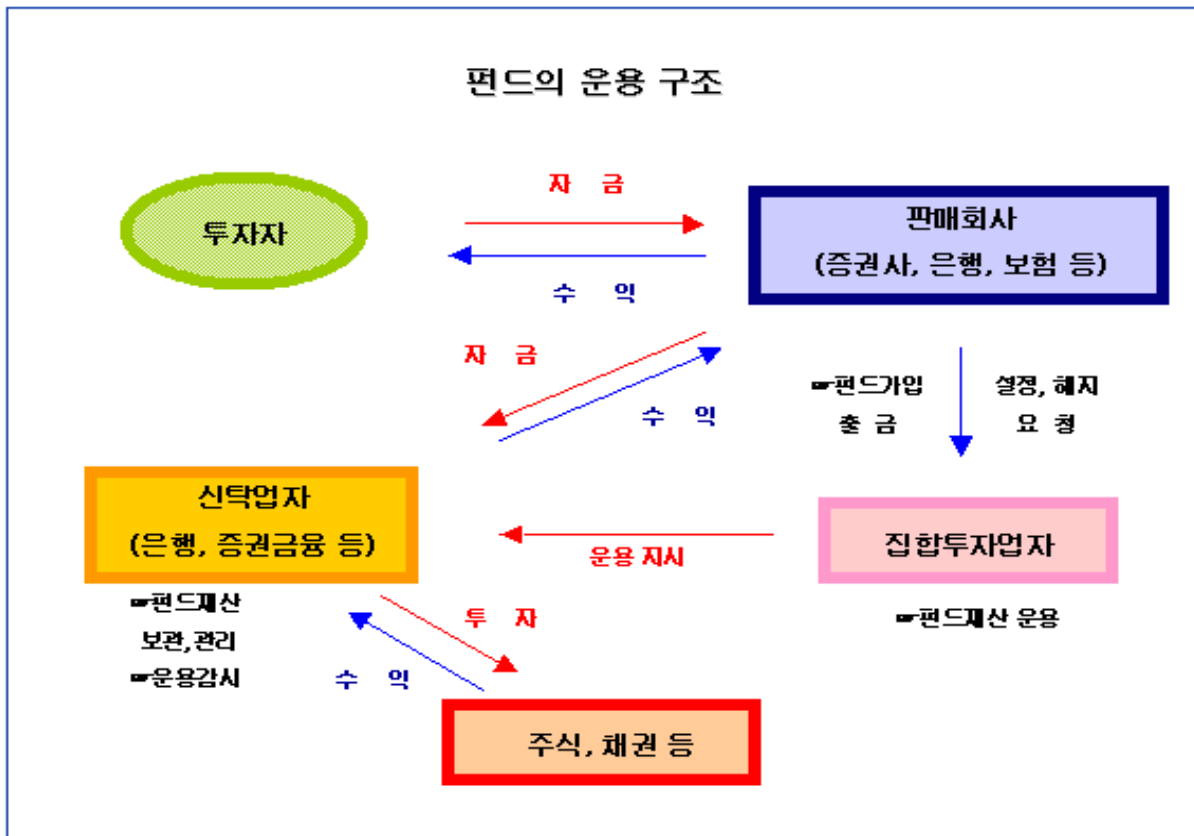 펀드의 운용 구조
자 금
투자자
판매회사
(증권사, 은행, 보험 등)
수 익
자 금
수 익
☞펀드가입
출 금
설정, 해지
요 청
신탁업자
(은행, 증권금융 등)
운용 지시
집합투자업자
☞펀드재산
보관,관리
☞운용감시
투 자
수 익
☞펀드재산 운용
주식, 채권 등